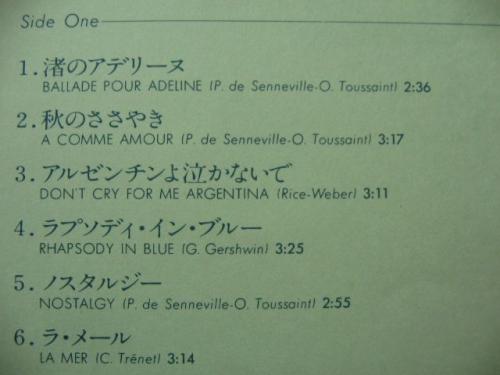 Side One
1. 渚のアデリーヌ
BALLADE POUR ADELINE (P. de Senneville-O. Toussaint) 2:36
2. 秋のささやき
A COMME AMOUR (P. de Senneville-O. Toussaint) 3:17
3. アルゼンチンよ泣かないで
DON'T CRY FOR ME ARGENTINA (Rice-Weber) 3:11
4. ラプソディ・イン・ブルー
RHAPSODY IN BLUE (G. Gershwin) 3:25
5. ノスタルジー
NOSTALGY (P. de Senneville-O. Toussaint) 2:55
6. ラ・メール
LA MER (C. Trénet) 3:14